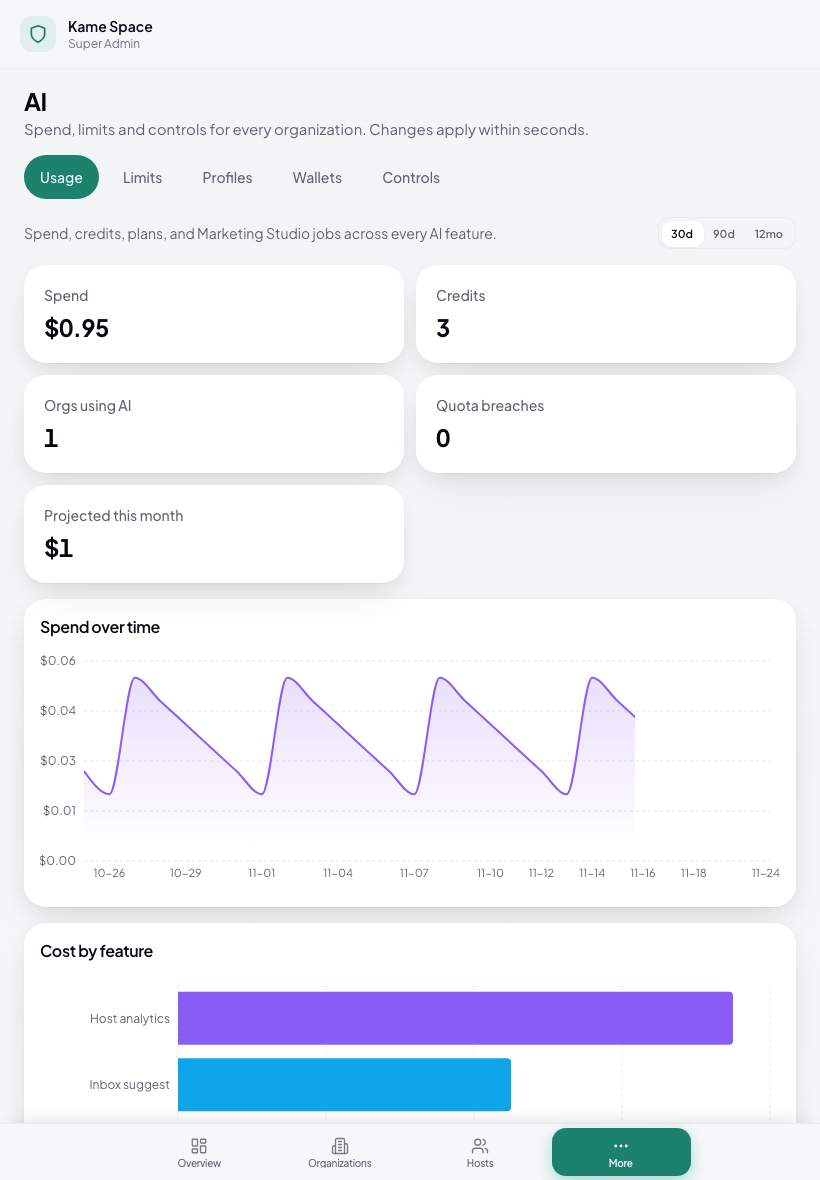 Kame Space
Super Admin
AI
Spend, limits and controls for every organization. Changes apply within seconds.
Usage Limits Profiles Wallets Controls
Spend, credits, plans, and Marketing Studio jobs across every AI feature. 30d 90d 12mo
Spend Credits
$0.95 3
Orgs using AI Quota breaches
1 0
Projected this month
$1
Spend over time
$0.06
$0.04
$0.03
$0.01
$0.00
10-26 10-29 11-01 11-04 11-07 11-10 11-12 11-14 11-16 11-18 11-24
Cost by feature
Host analytics
Inbox suggest
Overview Organizations Hosts More